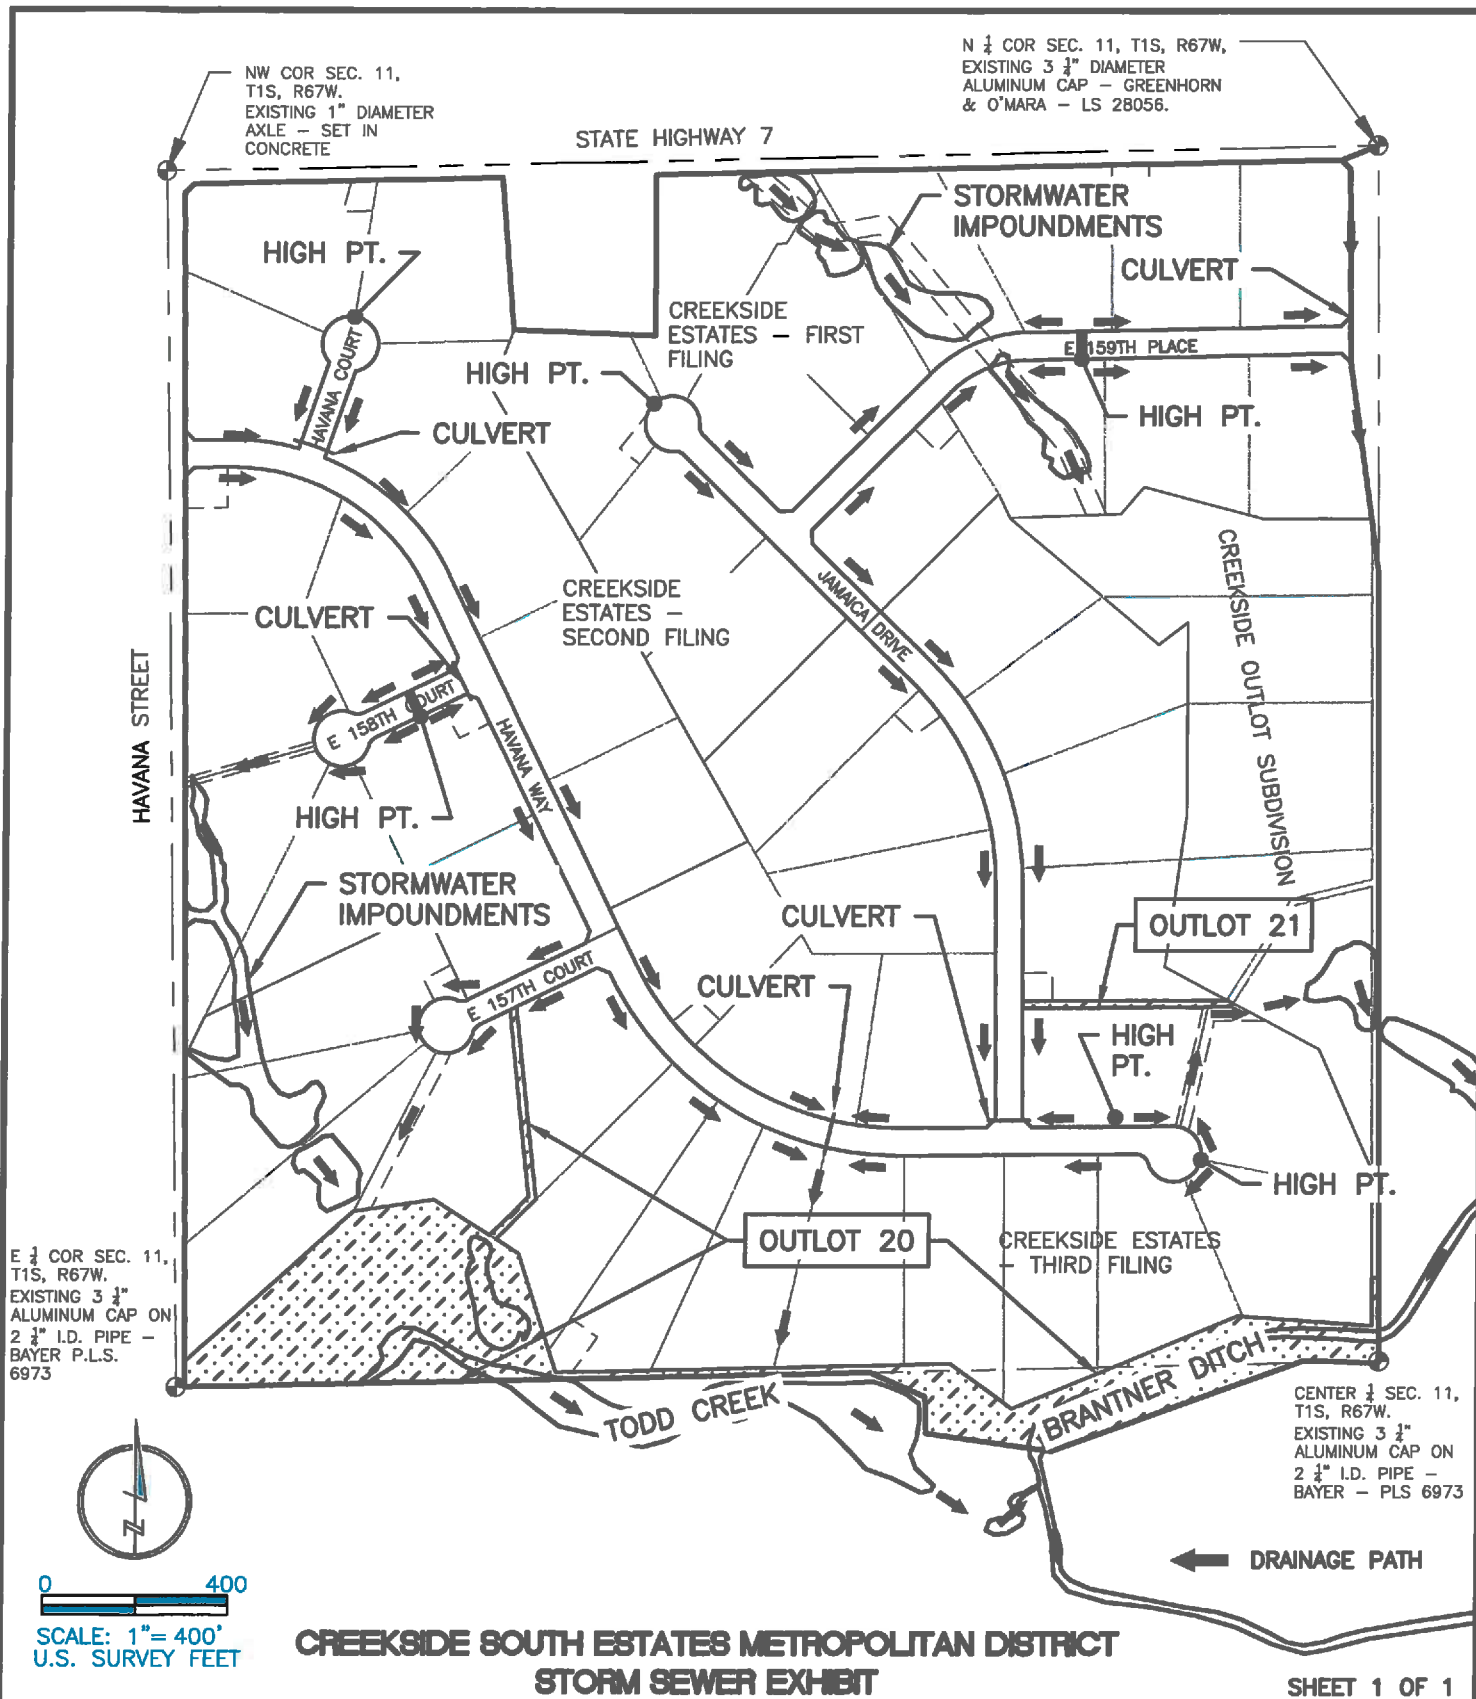 NW COR SEC. 11,
T1S, R67W.
EXISTING 1" DIAMETER
AXLE – SET IN
CONCRETE
N 1/4 COR SEC. 11, T1S, R67W,
EXISTING 3 1/4" DIAMETER
ALUMINUM CAP – GREENHORN
& O'MARA – LS 28056.
STATE HIGHWAY 7
STORMWATER
IMPOUNDMENTS
HIGH PT.
CULVERT
CREEKSIDE
ESTATES – FIRST
FILING
HAVANA COURT
E 159TH PLACE
HIGH PT.
HIGH PT.
CULVERT
CREEKSIDE OUTLOT SUBDIVISION
JAMAICA DRIVE
CREEKSIDE
ESTATES –
SECOND FILING
CULVERT
HAVANA STREET
E 158TH COURT
HAVANA WAY
HIGH PT.
STORMWATER
IMPOUNDMENTS
CULVERT
OUTLOT 21
CULVERT
E 157TH COURT
HIGH
PT.
HIGH PT.
OUTLOT 20
CREEKSIDE ESTATES
– THIRD FILING
E 1/4 COR SEC. 11,
T1S, R67W.
EXISTING 3 1/4"
ALUMINUM CAP ON
2 1/4" I.D. PIPE –
BAYER P.L.S.
6973
TODD CREEK
BRANTNER DITCH
CENTER 1/4 SEC. 11,
T1S, R67W.
EXISTING 3 1/4"
ALUMINUM CAP ON
2 1/4" I.D. PIPE –
BAYER – PLS 6973
N
DRAINAGE PATH
0 400
SCALE: 1"= 400'
U.S. SURVEY FEET
CREEKSIDE SOUTH ESTATES METROPOLITAN DISTRICT
STORM SEWER EXHIBIT
SHEET 1 OF 1